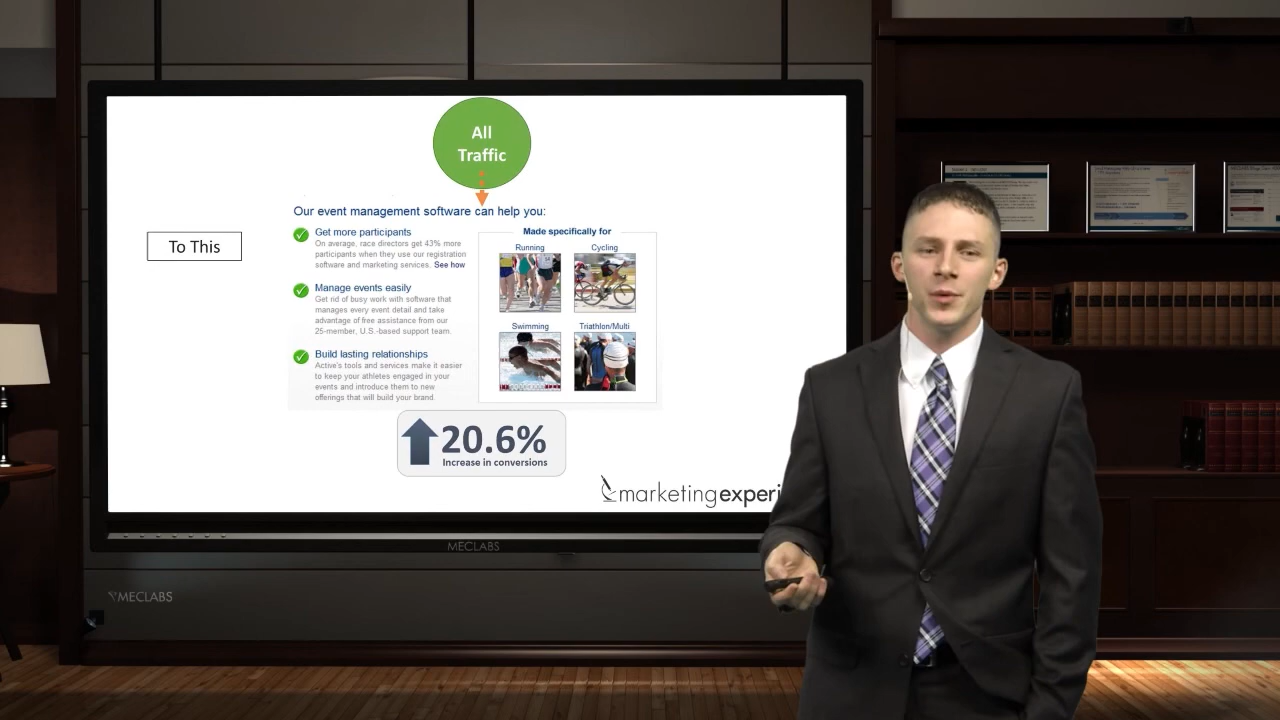 All
Traffic
To This
Our event management software can help you:
Get more participants
On average, race directors get 43% more
participants when they use our registration
software and marketing services. See how
Manage events easily
Get rid of busy work with software that
manages every event detail and take
advantage of free assistance from our
25-member, U.S.-based support team.
Build lasting relationships
Active's tools and services make it easier
to keep your athletes engaged in your
events and introduce them to new
offerings that will build your brand.
Made specifically for
Running
Cycling
Swimming
Triathlon/Multi
20.6%
Increase in conversions
marketingexperi
MECLABS
MECLABS